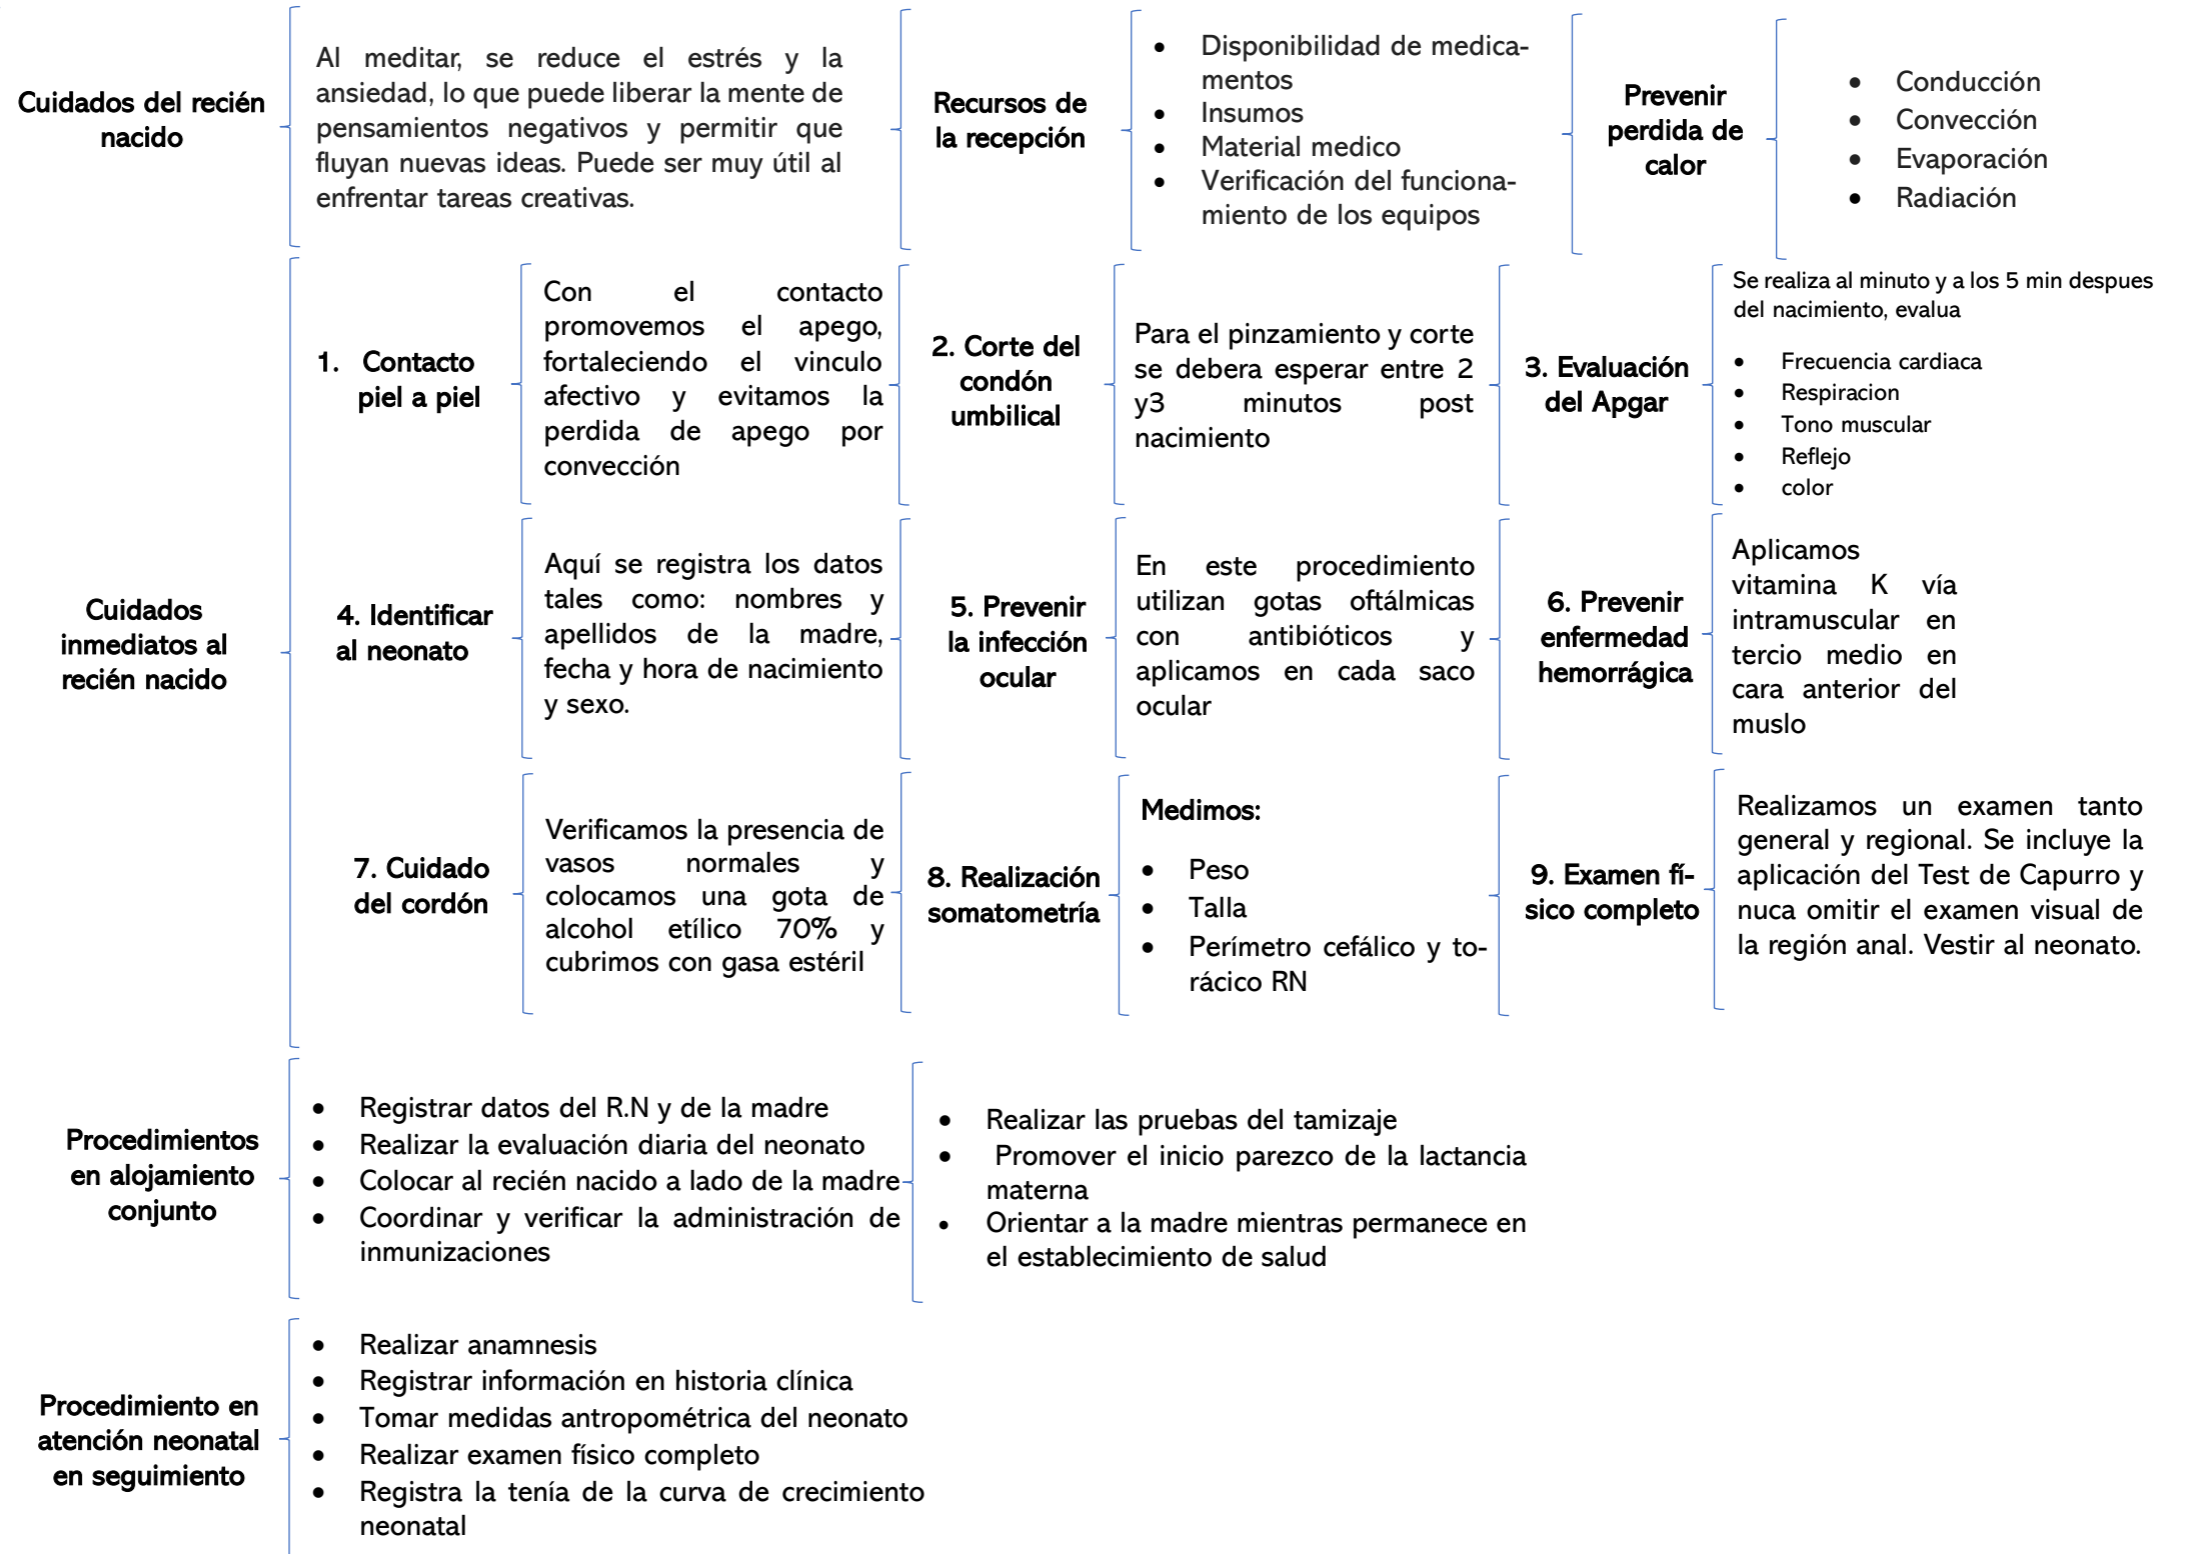 Cuidados del recién
nacido
Al meditar, se reduce el estrés y la
ansiedad, lo que puede liberar la mente de
pensamientos negativos y permitir que
fluyan nuevas ideas. Puede ser muy útil al
enfrentar tareas creativas.
Recursos de
la recepción
• Disponibilidad de medica-
mentos
• Insumos
• Material medico
• Verificación del funciona-
miento de los equipos
Prevenir
perdida de
calor
• Conducción
• Convección
• Evaporación
• Radiación
Cuidados
inmediatos al
recién nacido
1. Contacto
piel a piel
Con el contacto
promovemos el apego,
fortaleciendo el vinculo
afectivo y evitamos la
perdida de apego por
convección
2. Corte del
condón
umbilical
Para el pinzamiento y corte
se debera esperar entre 2
y3 minutos post
nacimiento
3. Evaluación
del Apgar
Se realiza al minuto y a los 5 min despues
del nacimiento, evalua
• Frecuencia cardiaca
• Respiracion
• Tono muscular
• Reflejo
• color
4. Identificar
al neonato
Aquí se registra los datos
tales como: nombres y
apellidos de la madre,
fecha y hora de nacimiento
y sexo.
5. Prevenir
la infección
ocular
En este procedimiento
utilizan gotas oftálmicas
con antibióticos y
aplicamos en cada saco
ocular
6. Prevenir
enfermedad
hemorrágica
Aplicamos
vitamina K vía
intramuscular en
tercio medio en
cara anterior del
muslo
7. Cuidado
del cordón
Verificamos la presencia de
vasos normales y
colocamos una gota de
alcohol etílico 70% y
cubrimos con gasa estéril
8. Realización
somatometría
Medimos:
• Peso
• Talla
• Perímetro cefálico y to-
rácico RN
9. Examen fí-
sico completo
Realizamos un examen tanto
general y regional. Se incluye la
aplicación del Test de Capurro y
nuca omitir el examen visual de
la región anal. Vestir al neonato.
Procedimientos
en alojamiento
conjunto
• Registrar datos del R.N y de la madre
• Realizar la evaluación diaria del neonato
• Colocar al recién nacido a lado de la madre
• Coordinar y verificar la administración de
inmunizaciones
• Realizar las pruebas del tamizaje
• Promover el inicio parezco de la lactancia
materna
• Orientar a la madre mientras permanece en
el establecimiento de salud
Procedimiento en
atención neonatal
en seguimiento
• Realizar anamnesis
• Registrar información en historia clínica
• Tomar medidas antropométrica del neonato
• Realizar examen físico completo
• Registra la tenía de la curva de crecimiento
neonatal